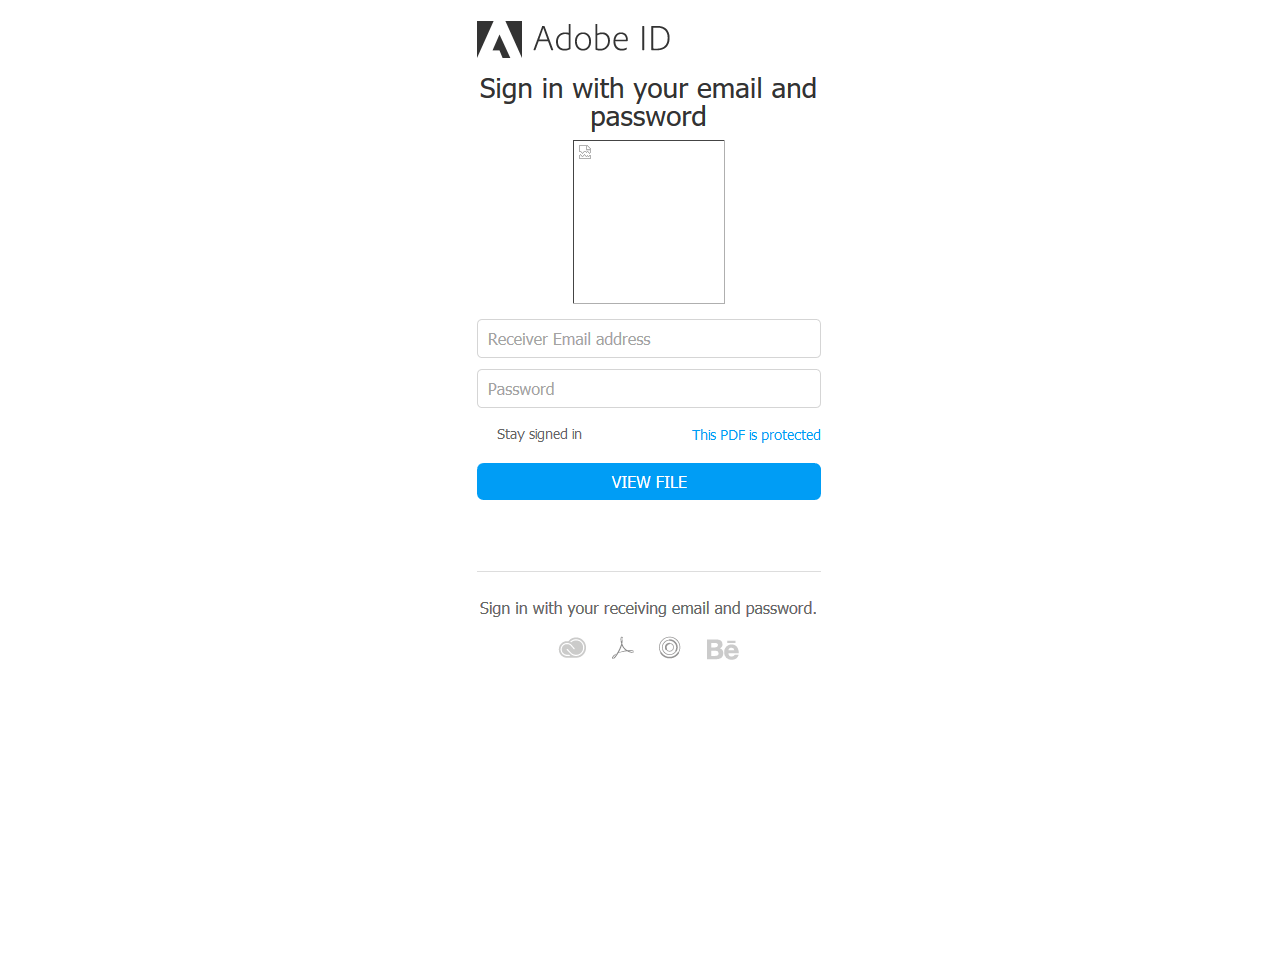 Adobe ID
Sign in with your email and
password
Receiver Email address
Password
Stay signed in
This PDF is protected
VIEW FILE
Sign in with your receiving email and password.
Bē